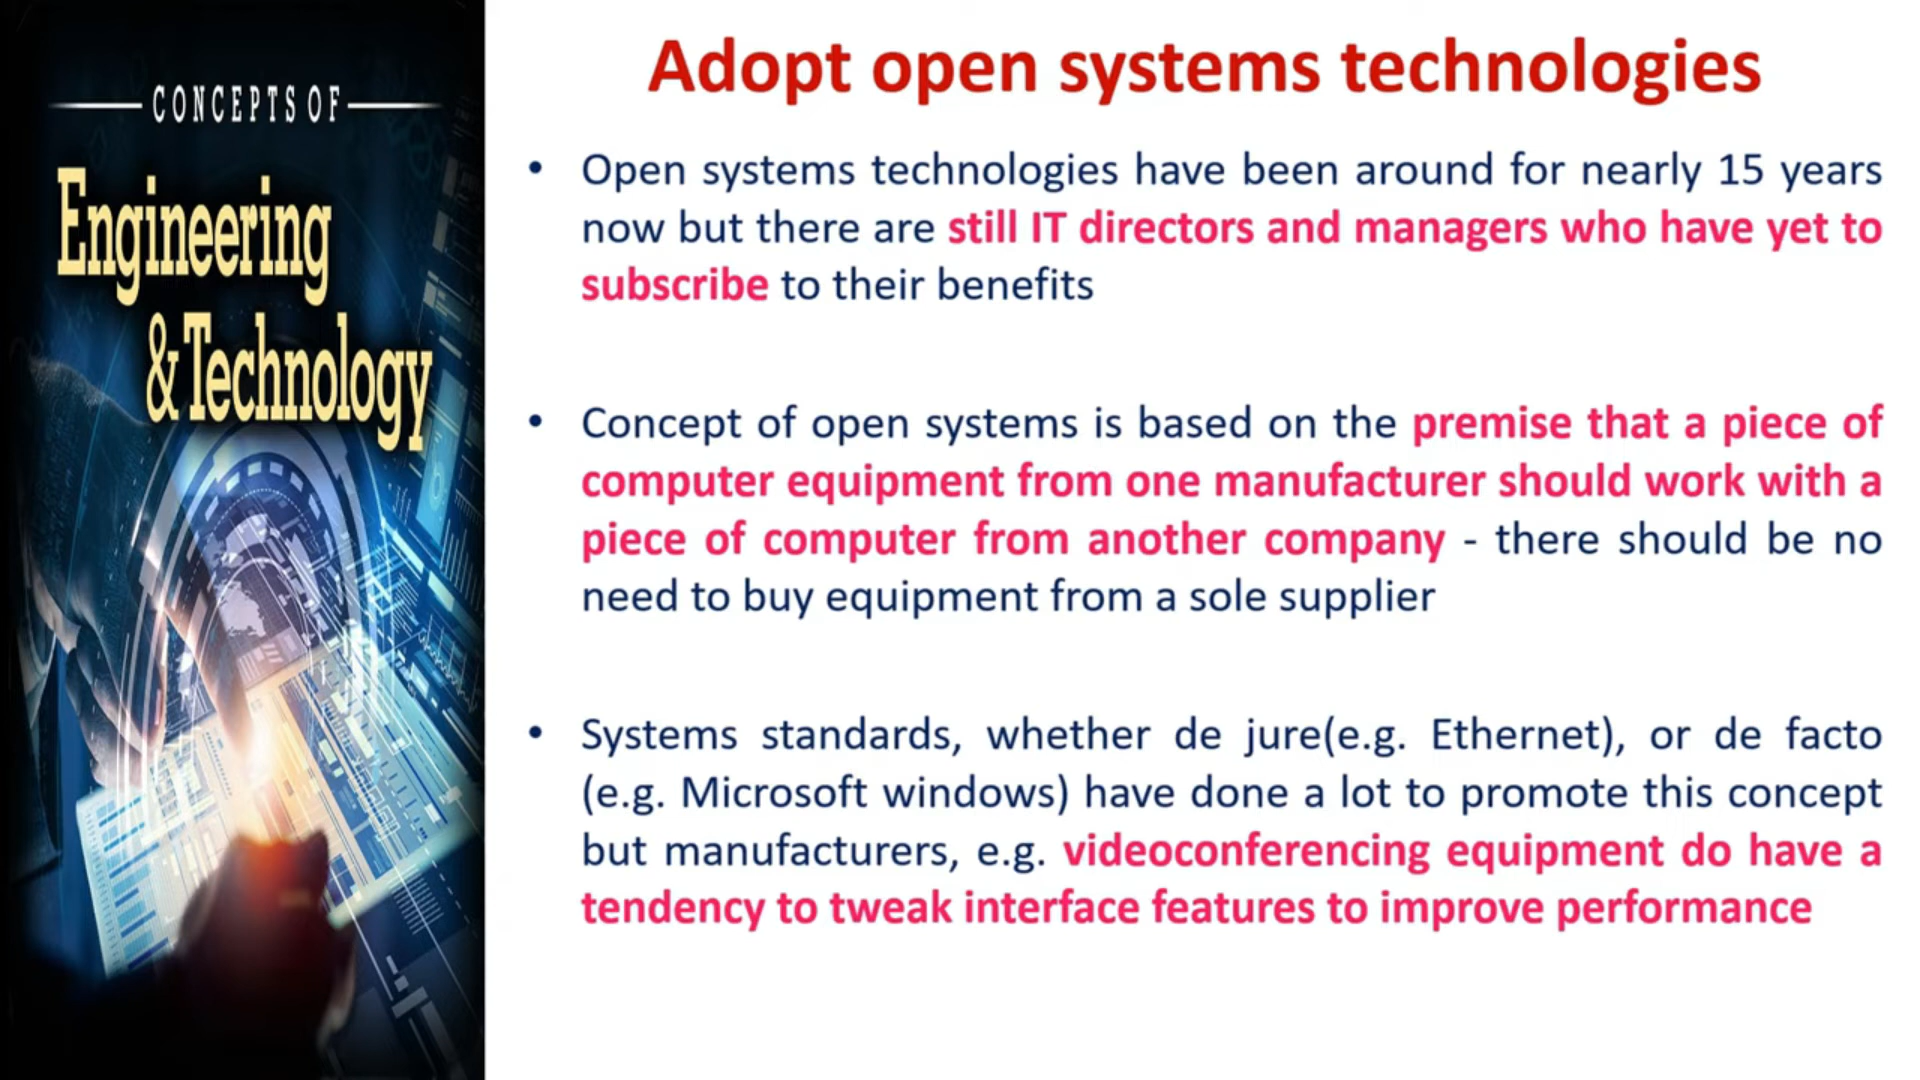 CONCEPTS OF
Engineering
& Technology
Adopt open systems technologies
• Open systems technologies have been around for nearly 15 years
now but there are still IT directors and managers who have yet to
subscribe to their benefits
• Concept of open systems is based on the premise that a piece of
computer equipment from one manufacturer should work with a
piece of computer from another company - there should be no
need to buy equipment from a sole supplier
• Systems standards, whether de jure(e.g. Ethernet), or de facto
(e.g. Microsoft windows) have done a lot to promote this concept
but manufacturers, e.g. videoconferencing equipment do have a
tendency to tweak interface features to improve performance